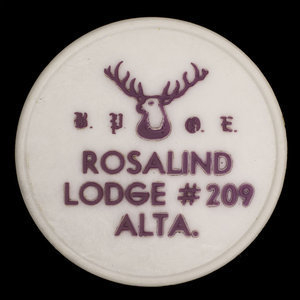 B. P. O. E.
ROSALIND
LODGE # 209
ALTA.